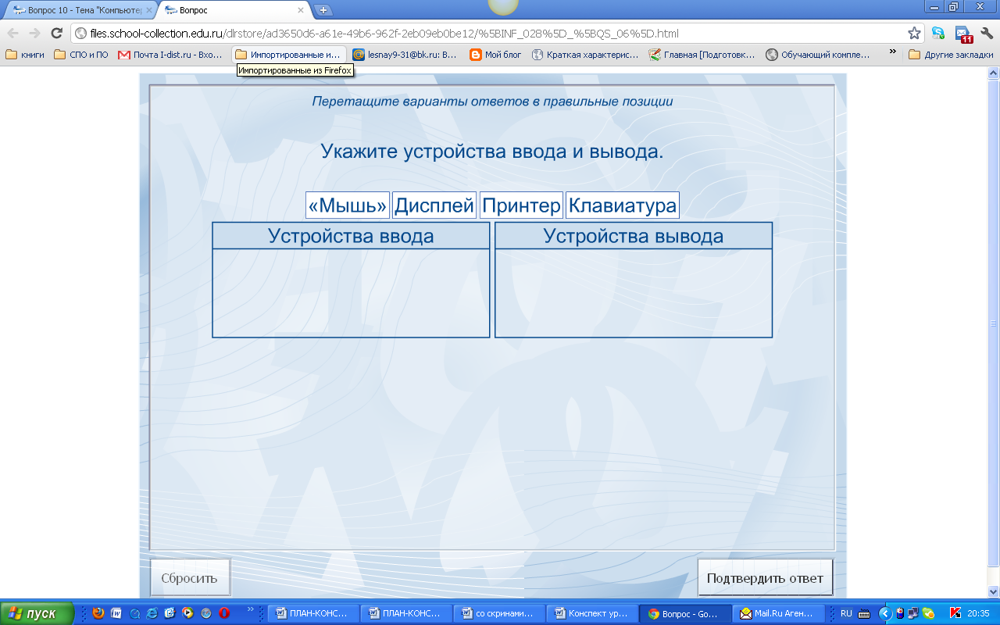 Вопрос 10 - Тема "Компьютер
Вопрос
files.school-collection.edu.ru/dlrstore/ad3650d6-a61e-49b6-962f-2eb09eb0be12/%5BINF_028%5D_%5BQS_06%5D.html
11
книги СПО и ПО Почта I-dist.ru - Вхо... Импортированные и... lesnay9-31@bk.ru: В... Мой блог Краткая характерис... Главная [Подготовк... Обучающий компле... » Другие закладки
Импортированные из Firefox
Перетащите варианты ответов в правильные позиции
Укажите устройства ввода и вывода.
«Мышь» Дисплей Принтер Клавиатура
Устройства ввода Устройства вывода
Сбросить Подтвердить ответ
пуск » ПЛАН-КОНС... ПЛАН-КОНС... со скринами... Конспект ур... Вопрос - Go... Mail.Ru Аген... RU 20:35